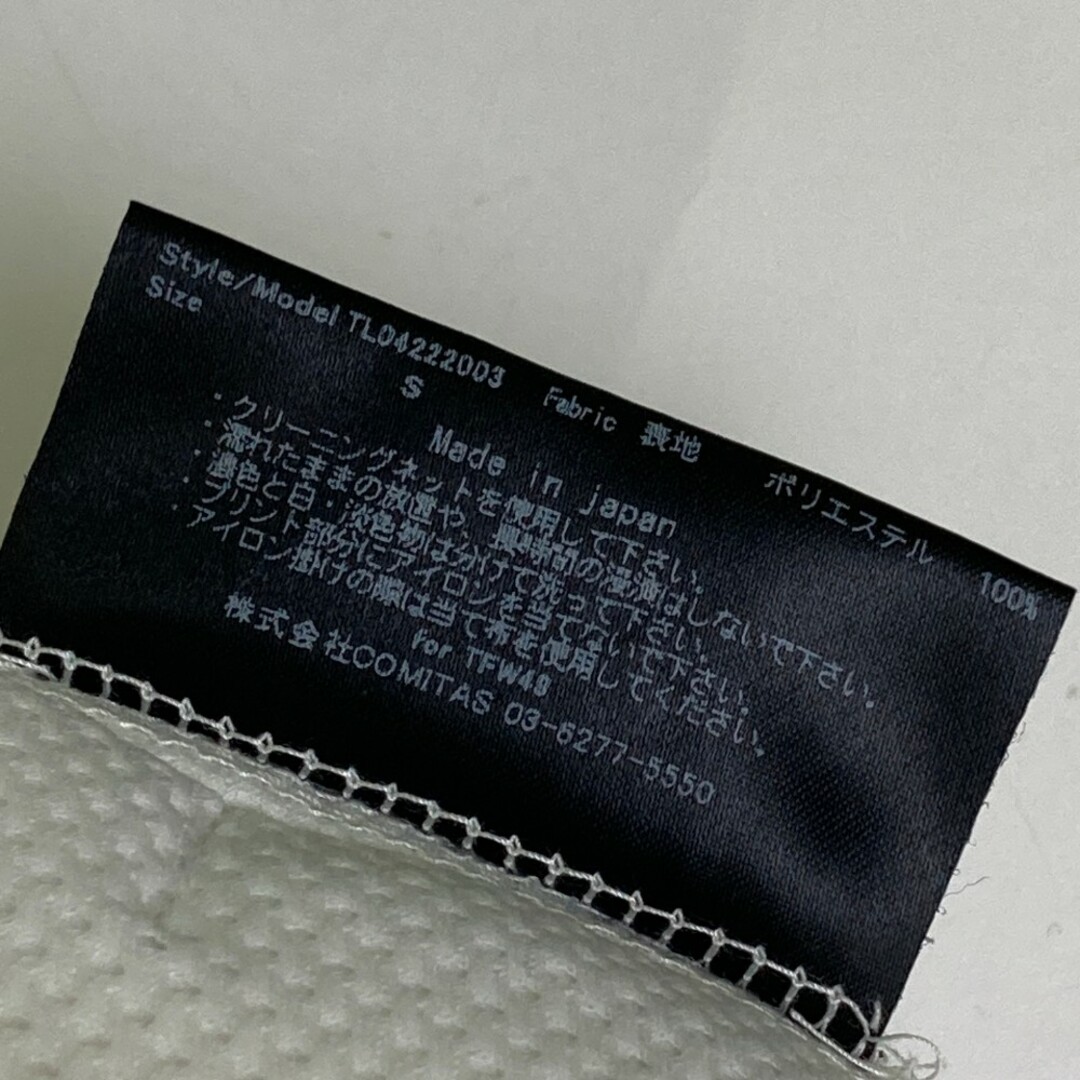 Style/Model TL04222003 Fabric 表地 ポリエステル 100%
Size S
Made in japan
・クリーニングネットを使用して下さい。
・濡れたままの放置や、長時間の浸漬はしないで下さい。
・濃色と白・淡色物は分けて洗って下さい。
・プリント部分にアイロンを当てないで下さい。
・アイロン掛けの際は当て布を使用してください。
for TFW49
株式会社COMITAS 03-6277-5550